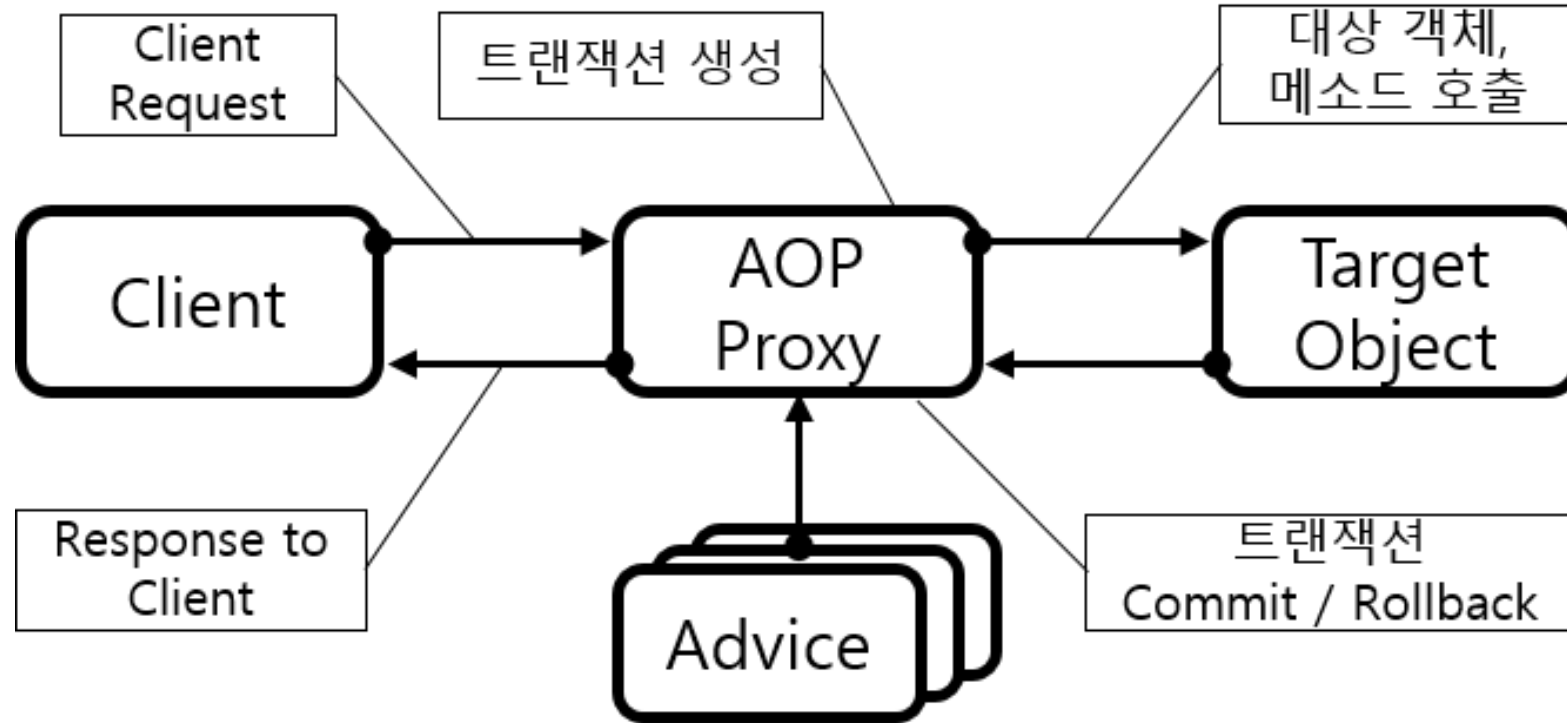 Client
Request
트랜잭션 생성
대상 객체,
메소드 호출
Client
AOP
Proxy
Target
Object
Response to
Client
Advice
트랜잭션
Commit / Rollback